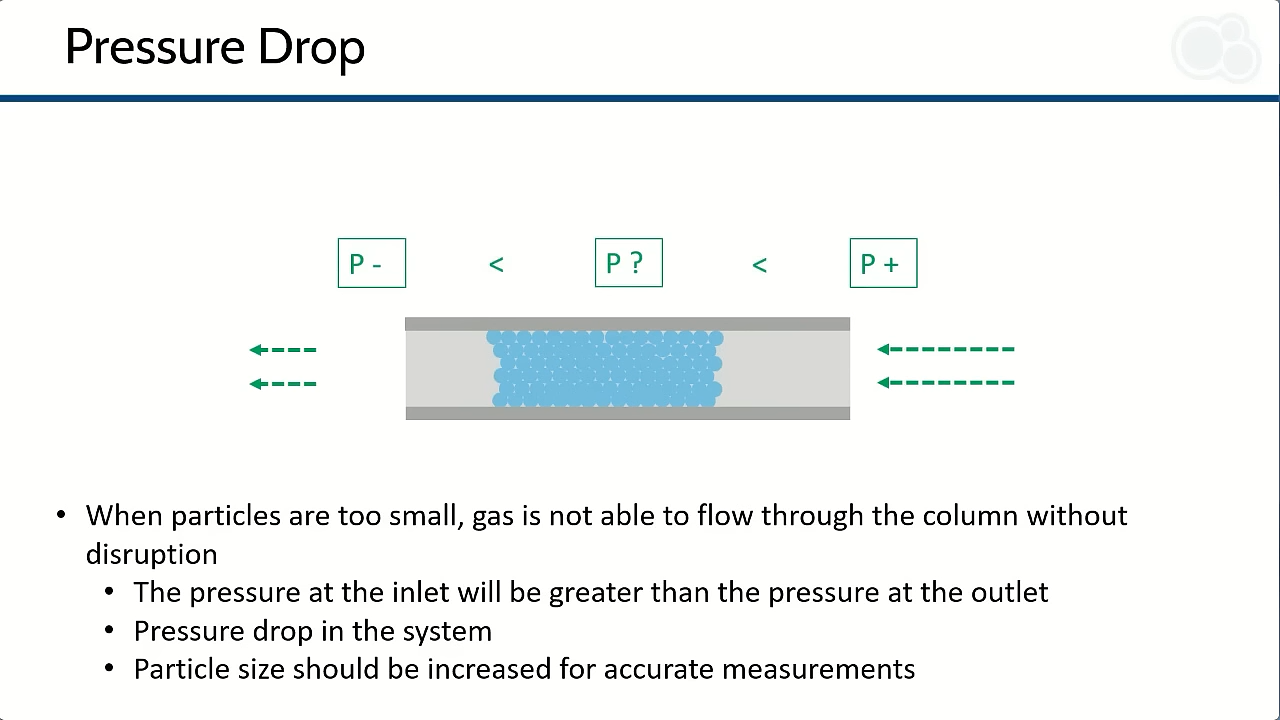 Pressure Drop
P - < P ? < P +
• When particles are too small, gas is not able to flow through the column without
disruption
• The pressure at the inlet will be greater than the pressure at the outlet
• Pressure drop in the system
• Particle size should be increased for accurate measurements